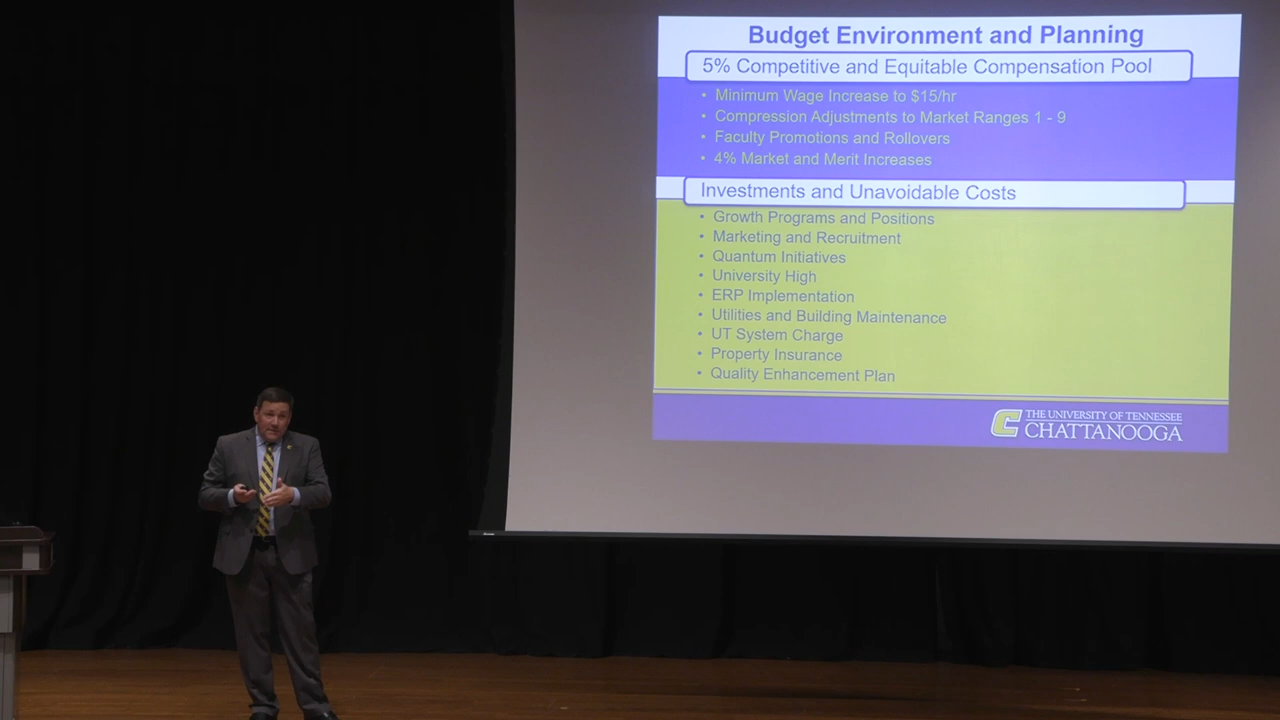 Budget Environment and Planning
5% Competitive and Equitable Compensation Pool
• Minimum Wage Increase to $15/hr
• Compression Adjustments to Market Ranges 1 - 9
• Faculty Promotions and Rollovers
• 4% Market and Merit Increases
Investments and Unavoidable Costs
• Growth Programs and Positions
• Marketing and Recruitment
• Quantum Initiatives
• University High
• ERP Implementation
• Utilities and Building Maintenance
• UT System Charge
• Property Insurance
• Quality Enhancement Plan
C THE UNIVERSITY OF TENNESSEE
CHATTANOOGA